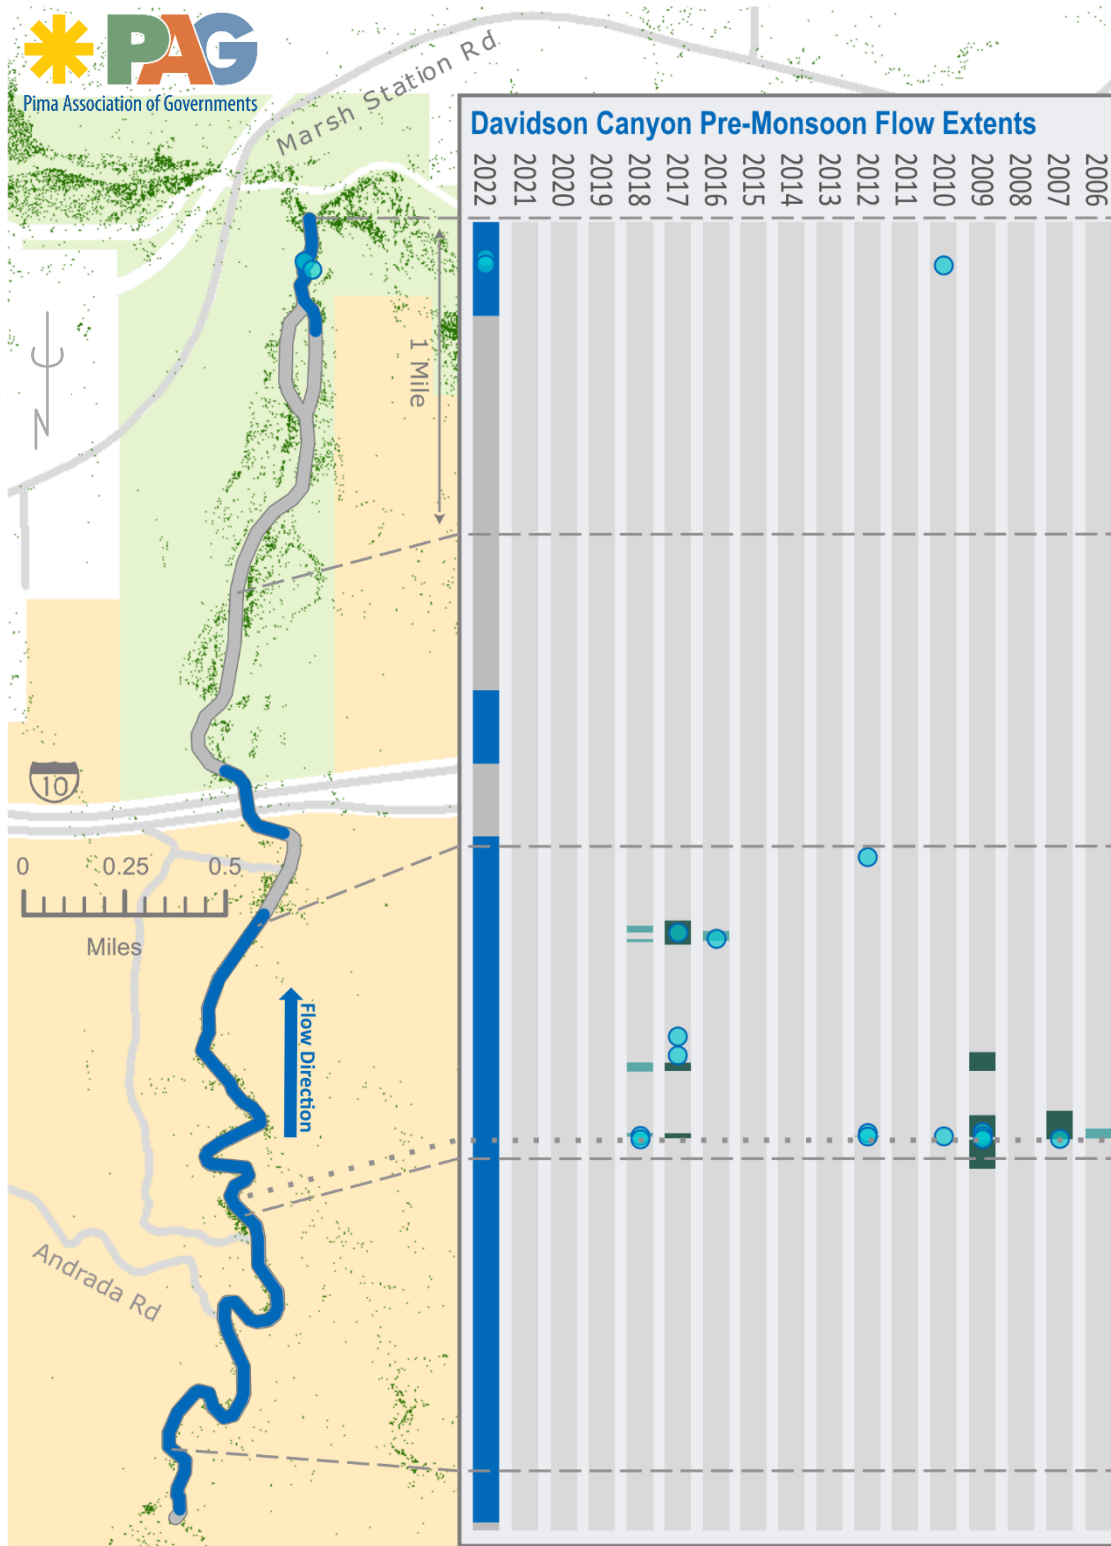 PAG
Pima Association of Governments
Marsh Station Rd
Davidson Canyon Pre-Monsoon Flow Extents
2022
2021
2020
2019
2018
2017
2016
2015
2014
2013
2012
2011
2010
2009
2008
2007
2006
1 Mile
N
10
0 0.25 0.5
Miles
Flow Direction
Andrada Rd